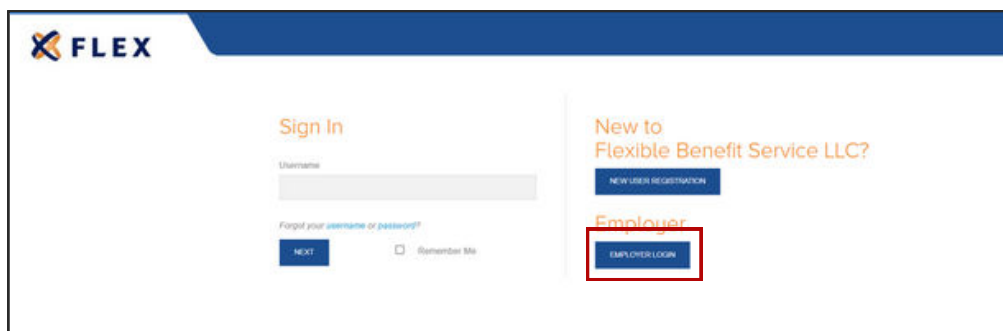 FLEX
Sign In
Username
Forgot your username or password?
NEXT
Remember Me
New to
Flexible Benefit Service LLC?
NEW USER REGISTRATION
Employer
EMPLOYER LOGIN